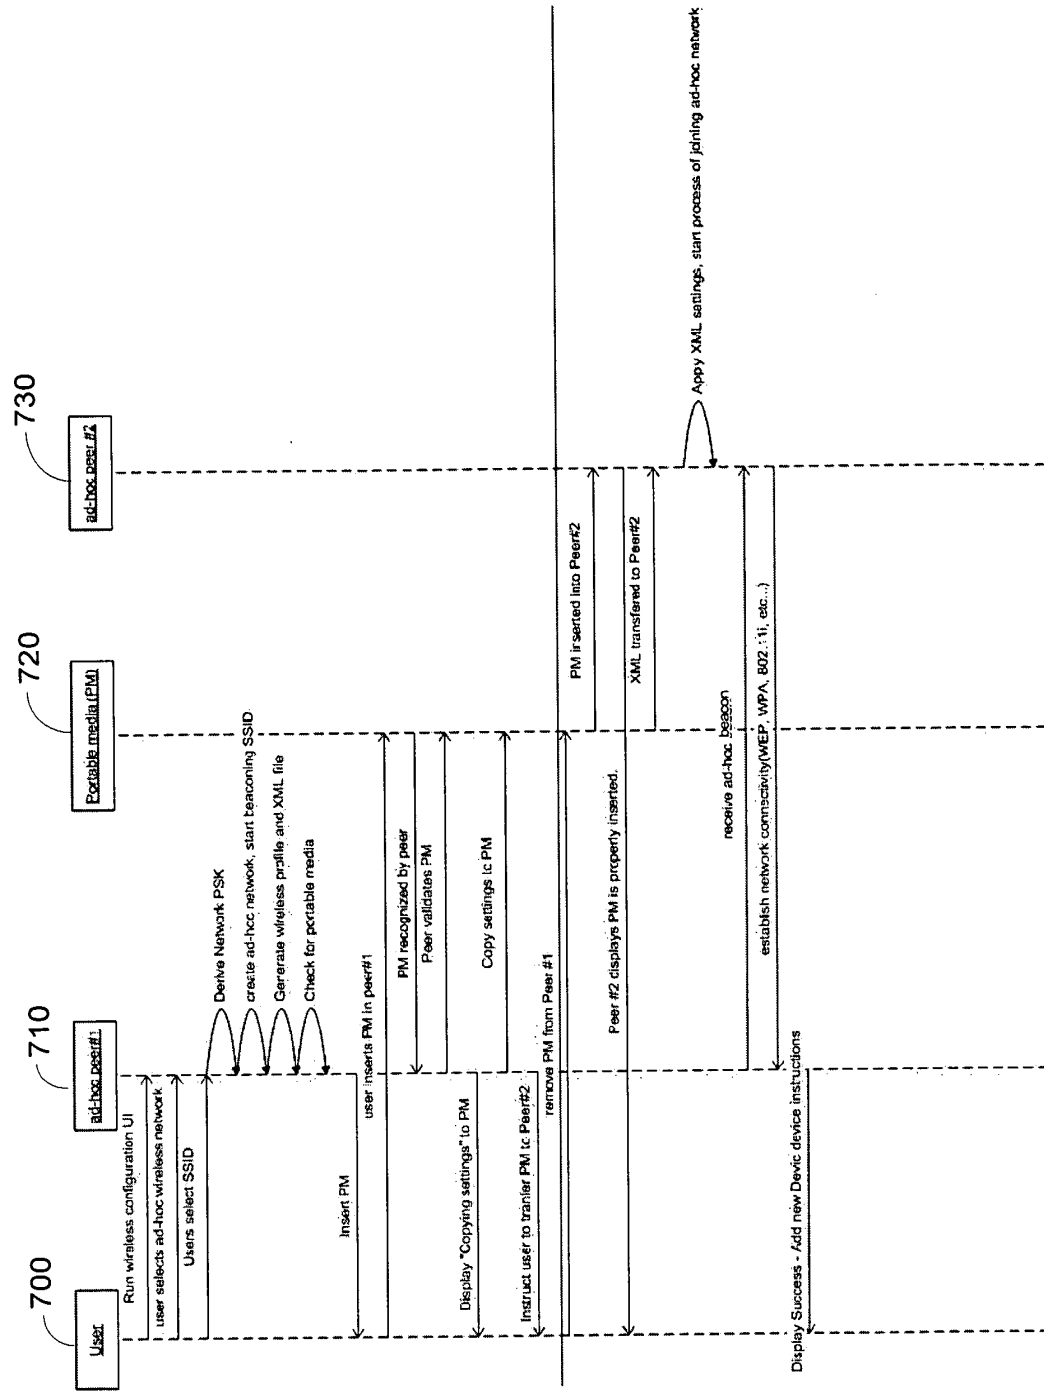 700
User
710
ad-hoc peer#1
720
Portable media (PM)
730
ad-hoc peer #2
Run wireless configuration UI
user selects ad-hoc wireless network
Users select SSID
Derive Network PSK
create ad-hoc network, start beaconing SSID
Generate wireless profile and XML file
Check for portable media
Insert PM
user inserts PM in peer#1
PM recognized by peer
Peer validates PM
Display "Copying settings" to PM
Copy settings to PM
Instruct user to tranfer PM to Peer#2
remove PM from Peer #1
PM inserted into Peer#2
Peer #2 displays PM is properly inserted.
XML transfered to Peer#2
Appy XML settings, start process of joining ad-hoc network
receive ad-hoc beacon
establish network connectivity(WEP, WPA, 802.11i, etc...)
Display Success - Add new Devic device instructions